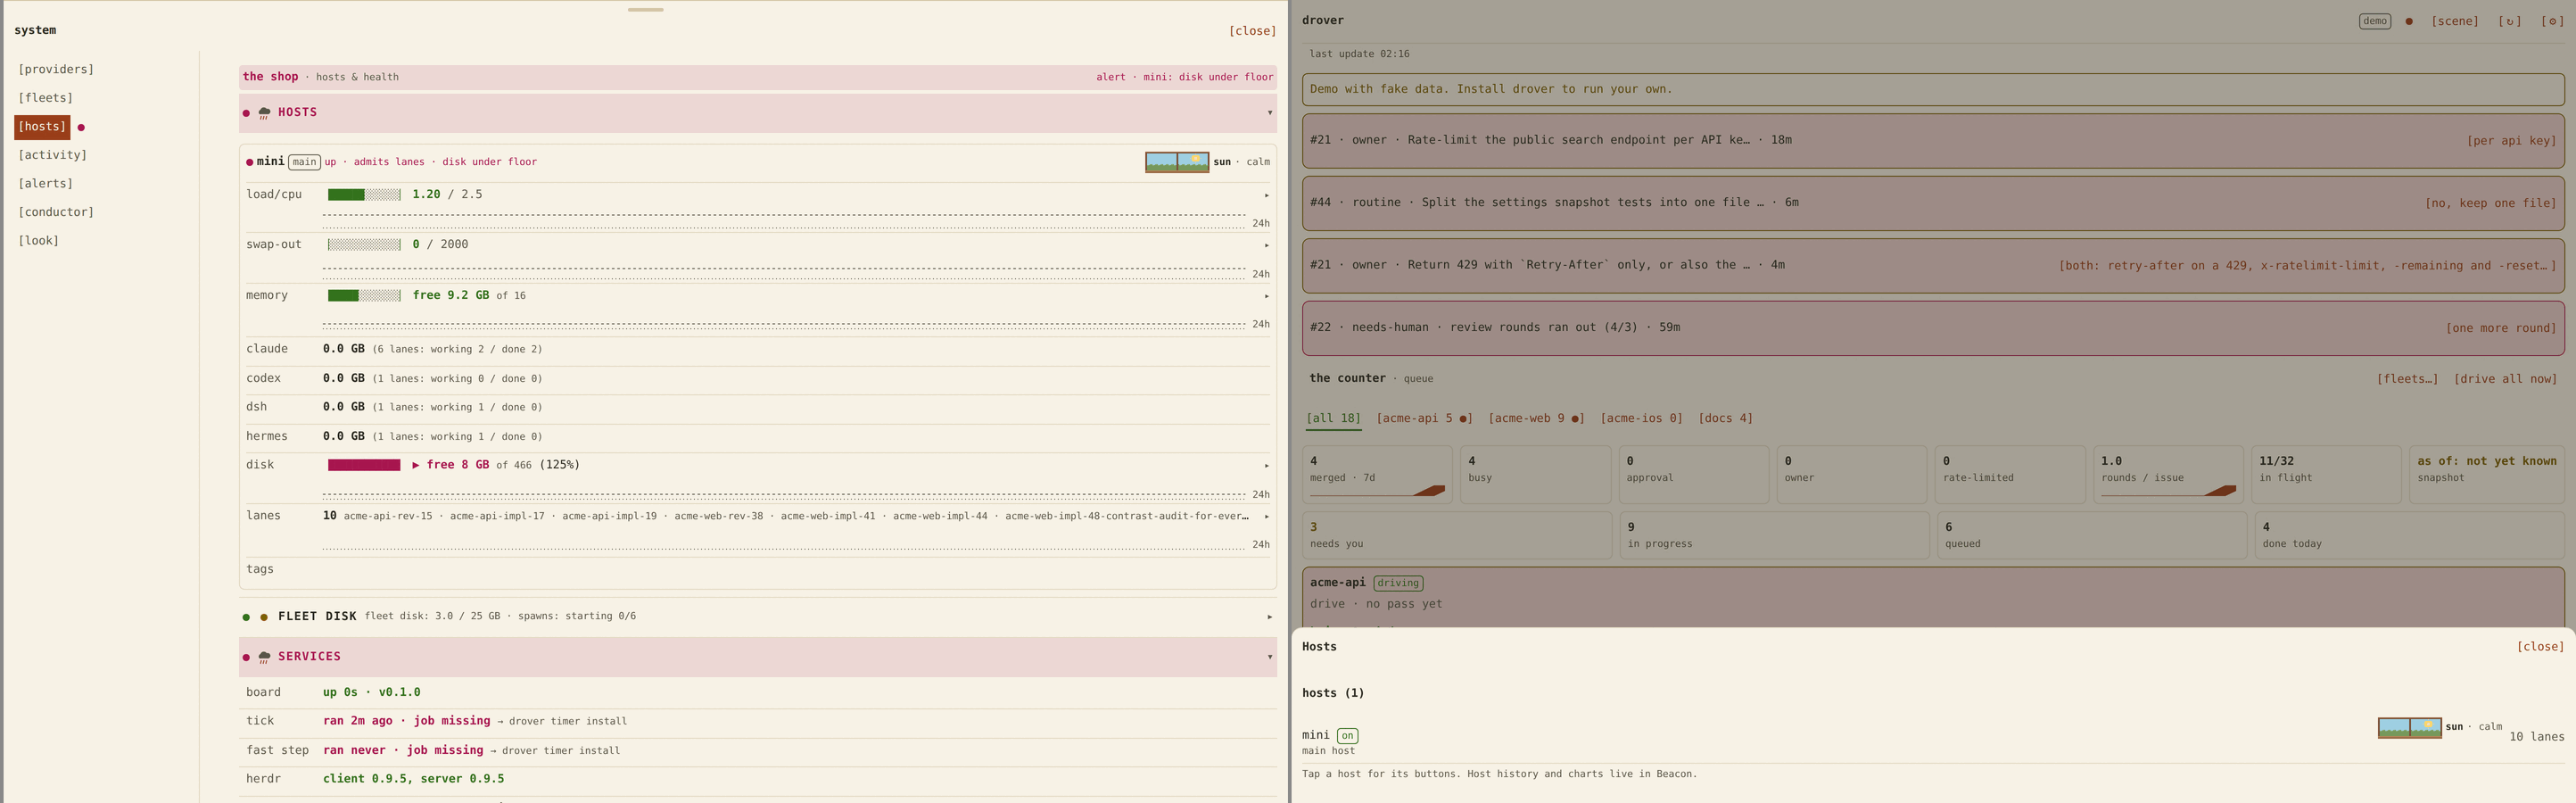 system
[close]
[providers]
[fleets]
[hosts] ●
[activity]
[alerts]
[conductor]
[look]
the shop · hosts & health
alert · mini: disk under floor
● HOSTS ▾
● mini main up · admits lanes · disk under floor
sun · calm
load/cpu 1.20 / 2.5 ▸
24h
swap-out 0 / 2000 ▸
24h
memory free 9.2 GB of 16 ▸
24h
claude 0.0 GB (6 lanes: working 2 / done 2)
codex 0.0 GB (1 lanes: working 0 / done 0)
dsh 0.0 GB (1 lanes: working 1 / done 0)
hermes 0.0 GB (1 lanes: working 1 / done 0)
disk ▶ free 8 GB of 466 (125%) ▸
24h
lanes 10 acme-api-rev-15 · acme-api-impl-17 · acme-api-impl-19 · acme-web-rev-38 · acme-web-impl-41 · acme-web-impl-44 · acme-web-impl-48-contrast-audit-for-ever… ▸
24h
tags
● ● FLEET DISK fleet disk: 3.0 / 25 GB · spawns: starting 0/6 ▸
● SERVICES ▾
board up 0s · v0.1.0
tick ran 2m ago · job missing → drover timer install
fast step ran never · job missing → drover timer install
herdr client 0.9.5, server 0.9.5
drover
demo ● [scene] [↻] [⚙]
last update 02:16
Demo with fake data. Install drover to run your own.
#21 · owner · Rate-limit the public search endpoint per API ke… · 18m
[per api key]
#44 · routine · Split the settings snapshot tests into one file … · 6m
[no, keep one file]
#21 · owner · Return 429 with `Retry-After` only, or also the … · 4m
[both: retry-after on a 429, x-ratelimit-limit, -remaining and -reset…]
#22 · needs-human · review rounds ran out (4/3) · 59m
[one more round]
the counter · queue
[fleets…] [drive all now]
[all 18] [acme-api 5 ●] [acme-web 9 ●] [acme-ios 0] [docs 4]
4
merged · 7d
4
busy
0
approval
0
owner
0
rate-limited
1.0
rounds / issue
11/32
in flight
as of: not yet known
snapshot
3
needs you
9
in progress
6
queued
4
done today
acme-api driving
drive · no pass yet
Hosts
[close]
hosts (1)
mini on
main host
sun · calm
10 lanes
Tap a host for its buttons. Host history and charts live in Beacon.